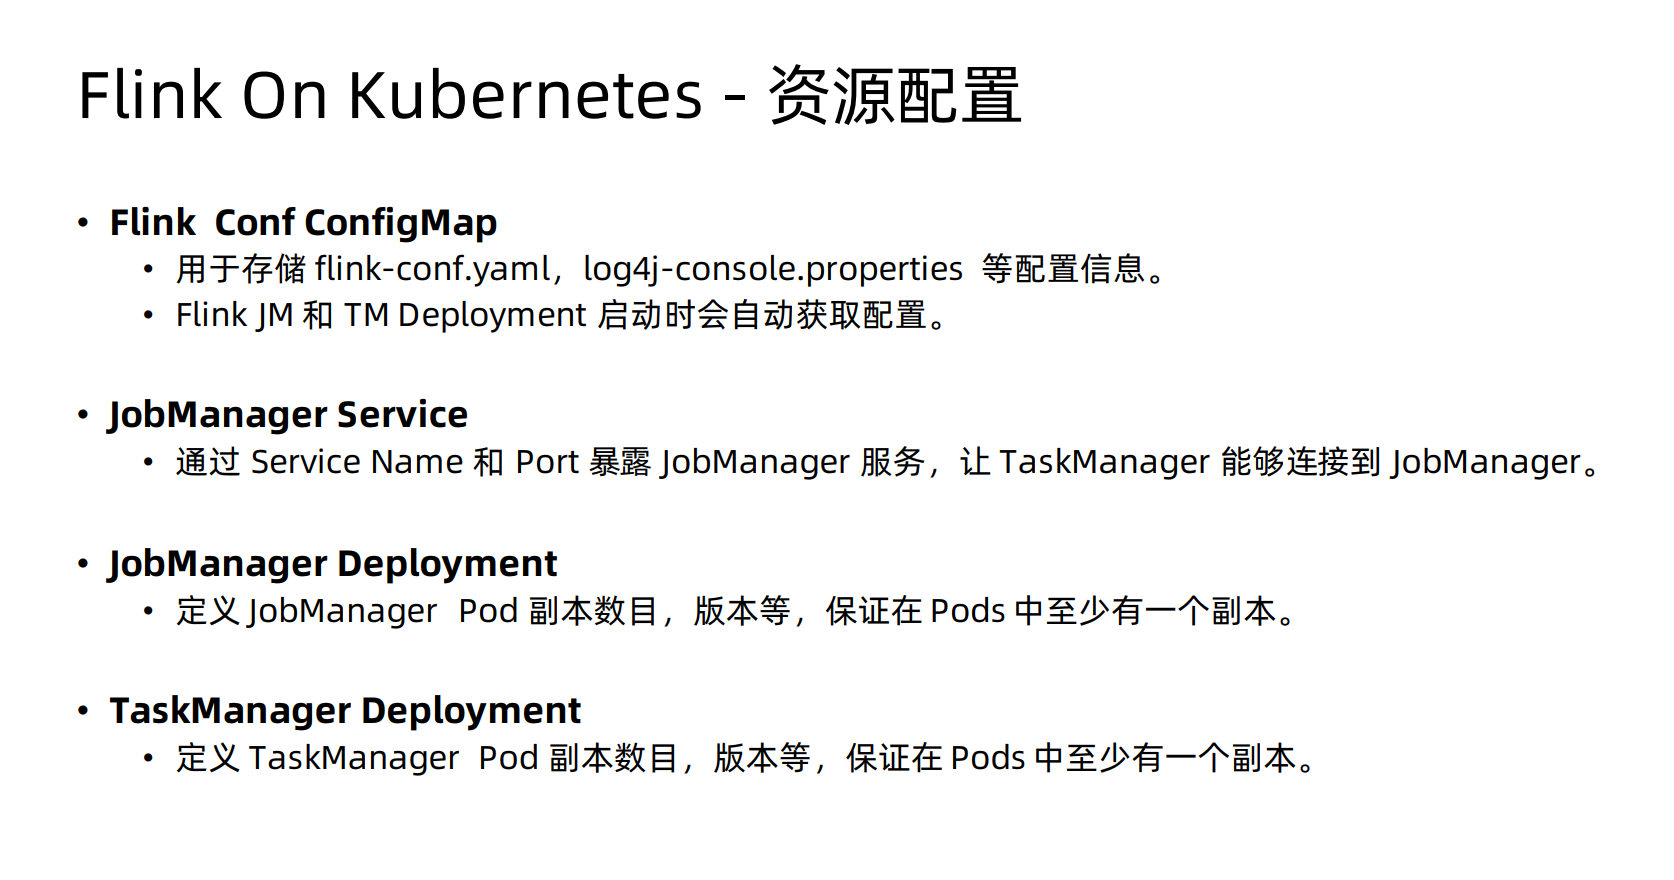 Flink On Kubernetes - 资源配置
• Flink  Conf ConfigMap
• 用于存储 flink-conf.yaml，log4j-console.properties  等配置信息。
• Flink JM 和 TM Deployment 启动时会自动获取配置。
• JobManager Service
• 通过 Service Name 和 Port 暴露 JobManager 服务，让 TaskManager 能够连接到 JobManager。
• JobManager Deployment
• 定义 JobManager  Pod 副本数目，版本等，保证在 Pods 中至少有一个副本。
• TaskManager Deployment
• 定义 TaskManager  Pod 副本数目，版本等，保证在 Pods 中至少有一个副本。